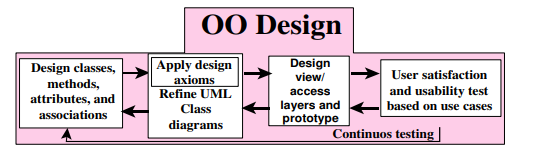 OO Design
Design classes,
methods,
attributes, and
associations
Apply design
axioms
Refine UML
Class
diagrams
Design
view/
access
layers and
prototype
User satisfaction
and usability test
based on use cases
Continuos testing